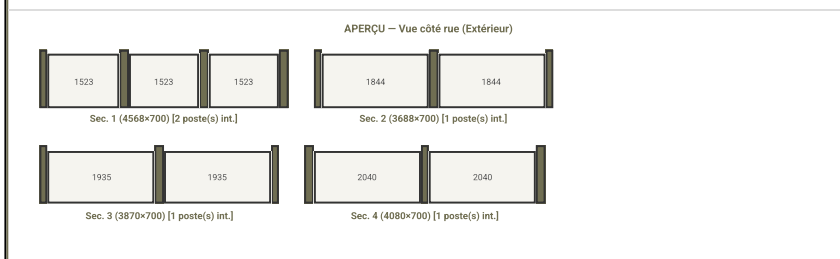 APERÇU — Vue côté rue (Extérieur)
1523 1523 1523
Sec. 1 (4568×700) [2 poste(s) int.]
1844 1844
Sec. 2 (3688×700) [1 poste(s) int.]
1935 1935
Sec. 3 (3870×700) [1 poste(s) int.]
2040 2040
Sec. 4 (4080×700) [1 poste(s) int.]